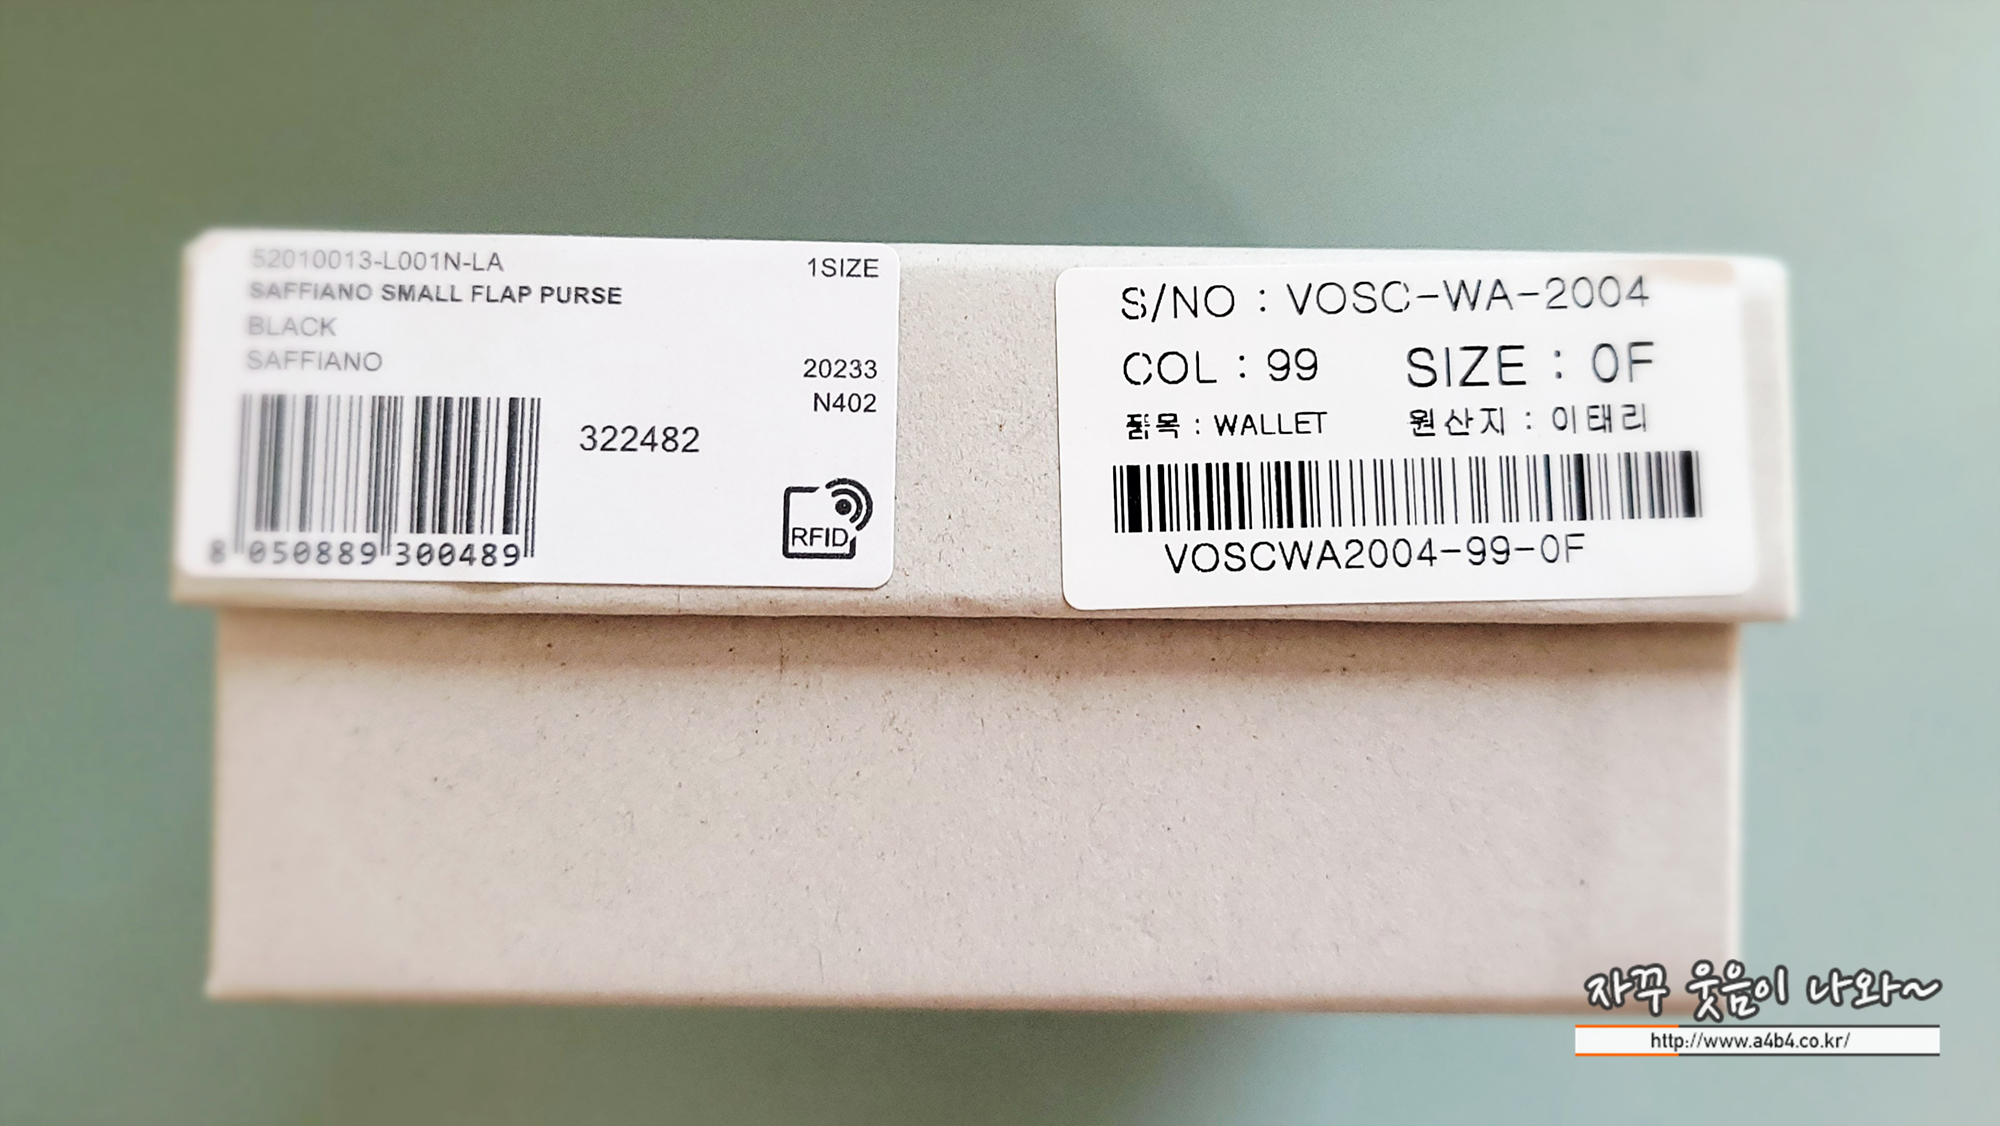 52010013-L001N-LA
1SIZE
SAFFIANO SMALL FLAP PURSE
BLACK
SAFFIANO
20233
N402
322482
RFID
8 050889 300489
S/NO : VOSC-WA-2004
COL : 99 SIZE : 0F
품목 : WALLET 원산지 : 이태리
VOSCWA2004-99-0F
자꾸 웃음이 나와~
http://www.a4b4.co.kr/